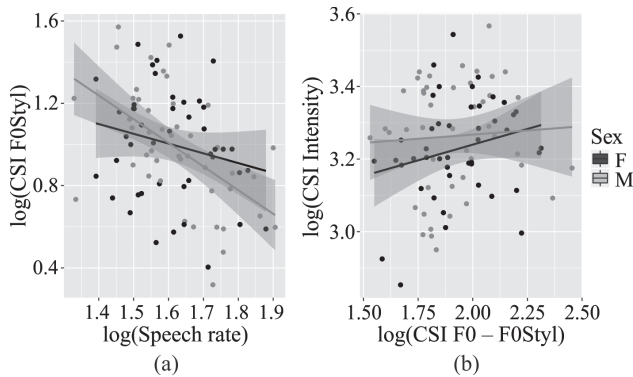 1.6
1.2
0.8
0.4
log(CSI F0Styl)
1.4 1.5 1.6 1.7 1.8 1.9
log(Speech rate)
(a)
3.6
3.4
3.2
3.0
log(CSI Intensity)
1.50 1.75 2.00 2.25 2.50
log(CSI F0 – F0Styl)
(b)
Sex
F
M